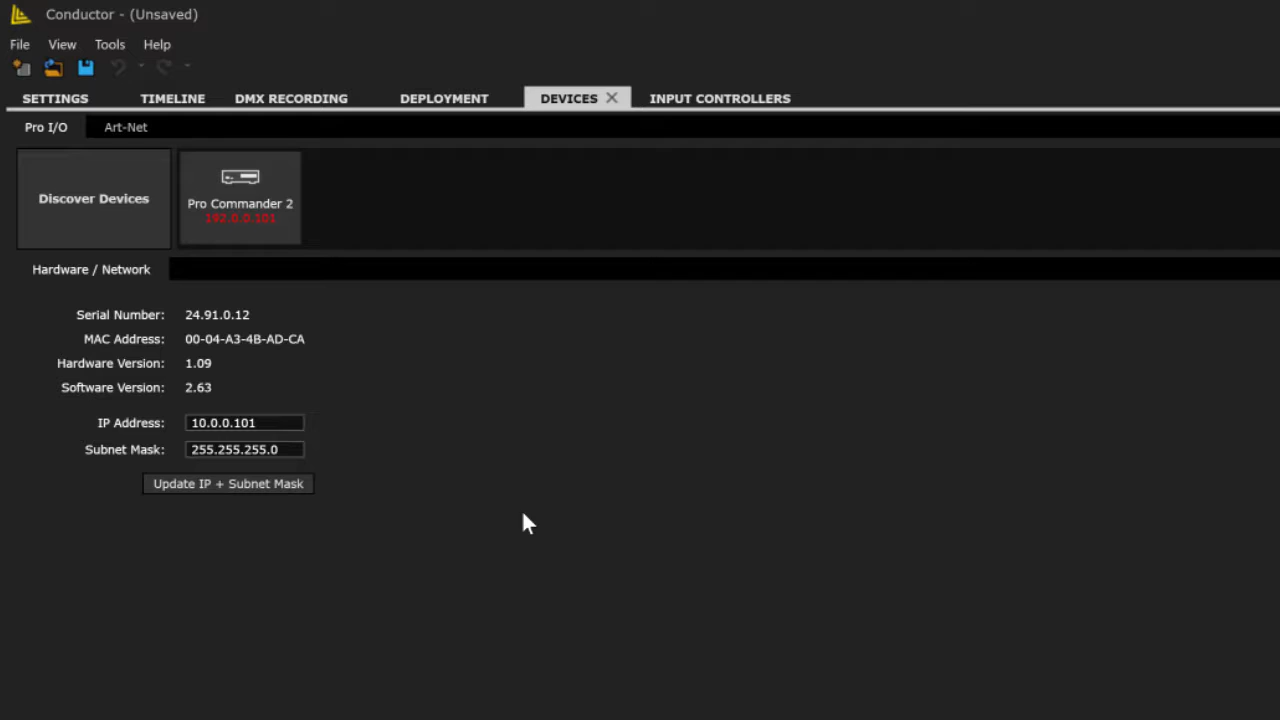 Conductor - (Unsaved)
File View Tools Help
SETTINGS TIMELINE DMX RECORDING DEPLOYMENT DEVICES INPUT CONTROLLERS
Pro I/O Art-Net
Discover Devices
Pro Commander 2
192.0.0.101
Hardware / Network
Serial Number: 24.91.0.12
MAC Address: 00-04-A3-4B-AD-CA
Hardware Version: 1.09
Software Version: 2.63
IP Address: 10.0.0.101
Subnet Mask: 255.255.255.0
Update IP + Subnet Mask